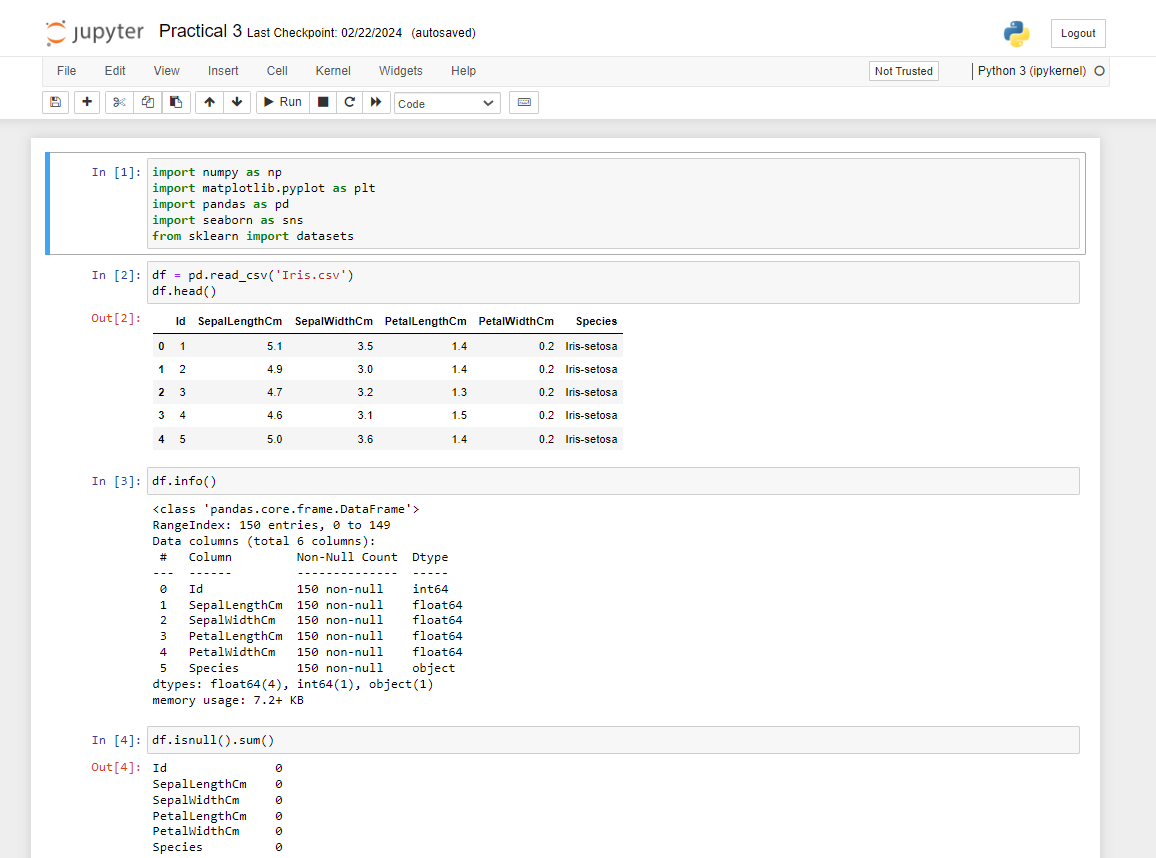 jupyter Practical 3 Last Checkpoint: 02/22/2024 (autosaved) Logout
File Edit View Insert Cell Kernel Widgets Help Not Trusted Python 3 (ipykernel)
Run Code
In [1]: import numpy as np
import matplotlib.pyplot as plt
import pandas as pd
import seaborn as sns
from sklearn import datasets
In [2]: df = pd.read_csv('Iris.csv')
df.head()
Out[2]: Id SepalLengthCm SepalWidthCm PetalLengthCm PetalWidthCm Species
0 1 5.1 3.5 1.4 0.2 Iris-setosa
1 2 4.9 3.0 1.4 0.2 Iris-setosa
2 3 4.7 3.2 1.3 0.2 Iris-setosa
3 4 4.6 3.1 1.5 0.2 Iris-setosa
4 5 5.0 3.6 1.4 0.2 Iris-setosa
In [3]: df.info()
<class 'pandas.core.frame.DataFrame'>
RangeIndex: 150 entries, 0 to 149
Data columns (total 6 columns):
# Column Non-Null Count Dtype
--- ------ -------------- -----
0 Id 150 non-null int64
1 SepalLengthCm 150 non-null float64
2 SepalWidthCm 150 non-null float64
3 PetalLengthCm 150 non-null float64
4 PetalWidthCm 150 non-null float64
5 Species 150 non-null object
dtypes: float64(4), int64(1), object(1)
memory usage: 7.2+ KB
In [4]: df.isnull().sum()
Out[4]: Id 0
SepalLengthCm 0
SepalWidthCm 0
PetalLengthCm 0
PetalWidthCm 0
Species 0